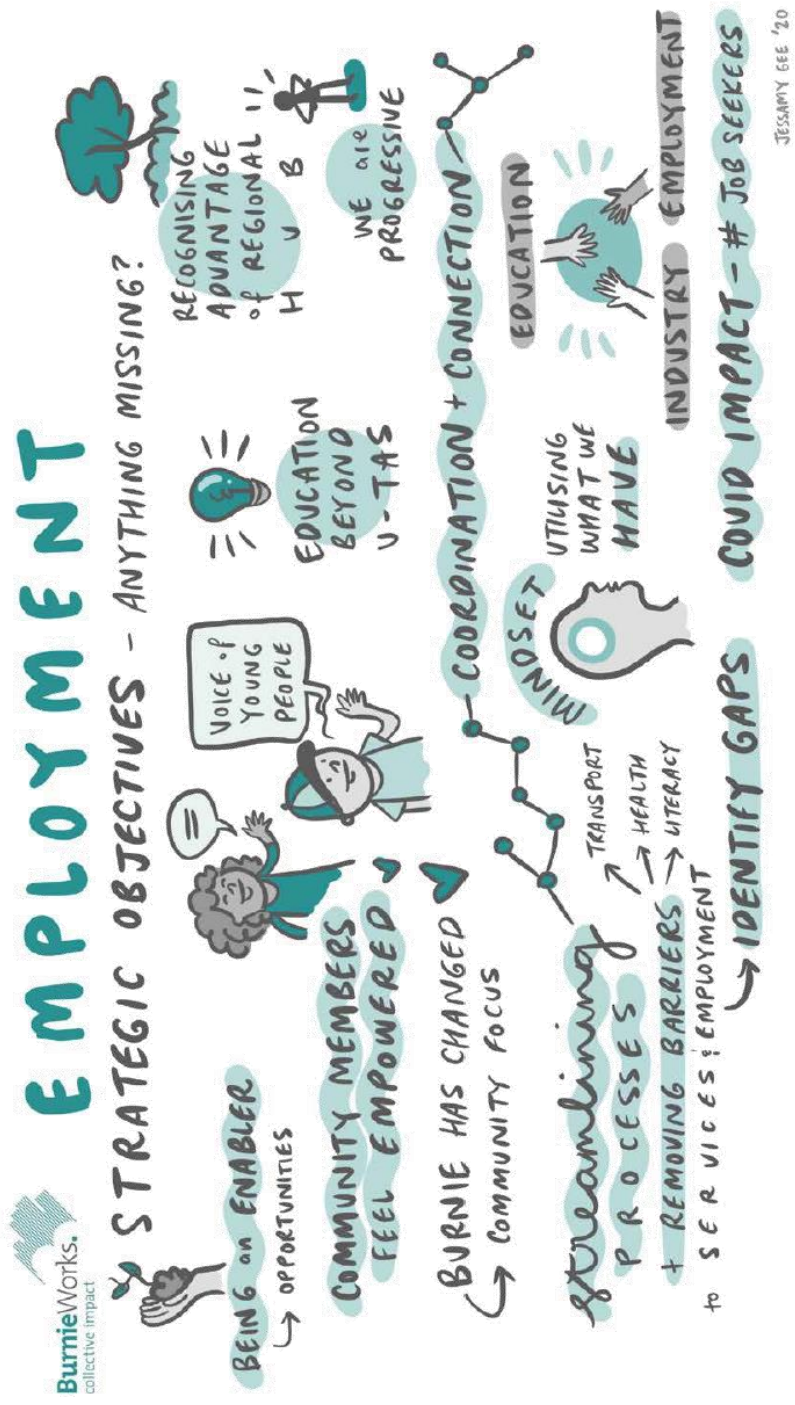 BurnieWorks.
collective impact
EMPLOYMENT
STRATEGIC OBJECTIVES - ANYTHING MISSING?
BEING an ENABLER
OPPORTUNITIES
COMMUNITY MEMBERS
FEEL EMPOWERED
VOICE of
YOUNG
PEOPLE
EDUCATION
BEYOND
U-TAS
RECOGNISING
ADVANTAGE
of REGIONAL
HUB
WE are
PROGRESSIVE
BURNIE HAS CHANGED
COMMUNITY FOCUS
COORDINATION + CONNECTION
streamlining
PROCESSES
+ REMOVING BARRIERS
to SERVICES & EMPLOYMENT
TRANSPORT
HEALTH
LITERACY
IDENTIFY GAPS
MINDSET
UTILISING
WHAT WE
HAVE
EDUCATION
INDUSTRY
EMPLOYMENT
COVID IMPACT - # JOB SEEKERS
JESSAMY GEE '20